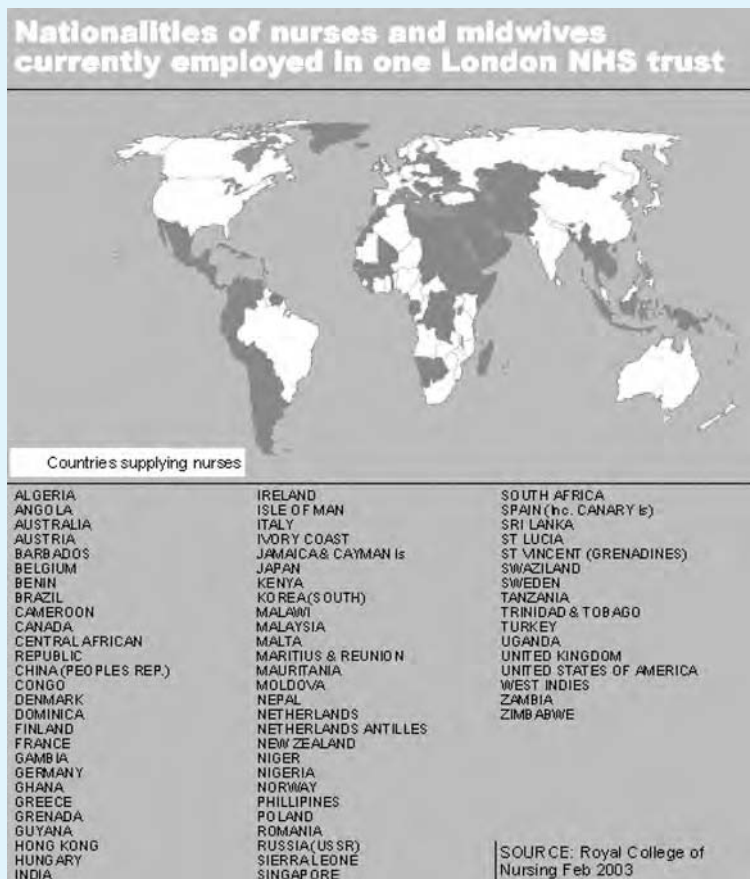 Nationalities of nurses and midwives
currently employed in one London NHS trust
Countries supplying nurses
ALGERIA
ANGOLA
AUSTRALIA
AUSTRIA
BARBADOS
BELGIUM
BENIN
BRAZIL
CAMEROON
CANADA
CENTRAL AFRICAN
REPUBLIC
CHINA (PEOPLES REP.)
CONGO
DENMARK
DOMINICA
FINLAND
FRANCE
GAMBIA
GERMANY
GHANA
GREECE
GRENADA
GUYANA
HONG KONG
HUNGARY
INDIA
IRELAND
ISLE OF MAN
ITALY
IVORY COAST
JAMAICA & CAYMAN Is
JAPAN
KENYA
KOREA (SOUTH)
MALAWI
MALAYSIA
MALTA
MARITIUS & REUNION
MAURITANIA
MOLDOVA
NEPAL
NETHERLANDS
NETHERLANDS ANTILLES
NEW ZEALAND
NIGER
NIGERIA
NORWAY
PHILLIPINES
POLAND
ROMANIA
RUSSIA (USSR)
SIERRA LEONE
SINGAPORE
SOUTH AFRICA
SPAIN (Inc. CANARY Is)
SRI LANKA
ST LUCIA
ST VINCENT (GRENADINES)
SWAZILAND
SWEDEN
TANZANIA
TRINIDAD & TOBAGO
TURKEY
UGANDA
UNITED KINGDOM
UNITED STATES OF AMERICA
WEST INDIES
ZAMBIA
ZIMBABWE
SOURCE: Royal College of
Nursing Feb 2003